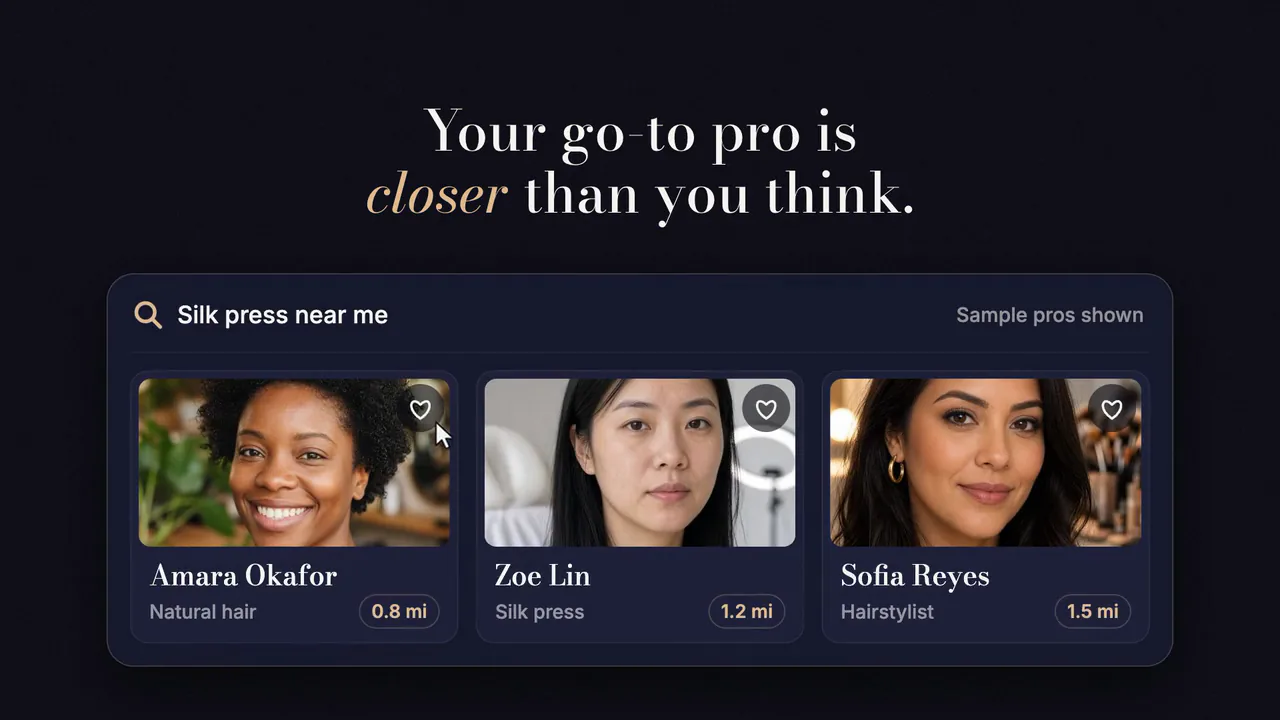 Your go-to pro is
closer than you think.
Silk press near me
Sample pros shown
Amara Okafor
Natural hair
0.8 mi
Zoe Lin
Silk press
1.2 mi
Sofia Reyes
Hairstylist
1.5 mi